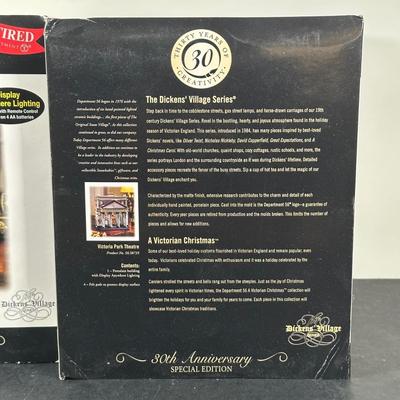 TIRED
Display
ere Lighting
with Remote Control
on 4 AA batteries
THIRTY YEARS OF
30
CREATIVITY
Department 56 began in 1976 with the
introduction of six hand-painted lighted
ceramic buildings... the first pieces of The
Original Snow Village®. As this collection
continued to grow, so did our company.
Today Department 56 offers many different
Village series. In addition we continue to
be a leader in the industry by developing
creative and innovative lines such as our
collectible Snowbabies™, giftware, and
Christmas trim.
Victoria Park Theatre
Product No. 56.58739
Contents:
1 – Porcelain building
with Display Anywhere Lighting
The Dickens' Village Series®
Step back in time to the cobblestone streets, gas street lamps, and horse-drawn carriages of our 19th
century Dickens' Village Series. Revel in the bustling, hearty, and joyous atmosphere found in the holiday
season of Victorian England. This series, introduced in 1984, has many pieces inspired by best-loved
Dickens' novels, like Oliver Twist, Nicholas Nickleby, David Copperfield, Great Expectations, and A
Christmas Carol. With old-world churches, quaint shops, cozy cottages, rustic schools, and more, the
series portrays London and the surrounding countryside as it was during Dickens' lifetime. Detailed
accessory pieces recreate the flavor of the busy streets. Sip a cup of hot tea and let the magic of our
Dickens' Village enchant you.
Characterized by the matte finish, extensive research contributes to the charm and detail of each
individually hand painted, porcelain piece. Cast into the mold is the Department 56® logo—a guarantee of
authenticity. Every year pieces are retired from production and the molds broken. This limits the number of
pieces and allows for new additions.
A Victorian Christmas™
Some of our best-loved holiday customs flourished in Victorian England and remain popular, even
today. Victorians celebrated Christmas with enthusiasm and it was a holiday celebrated by the
entire family.
Carolers strolled the streets and bells rang out from the steeples. Just as the joy of Christmas
lightened every spirit in Victorian times, the Department 56 A Victorian Christmas™ collection will
brighten the holidays for you and your family for years to come. Each piece in this collection will
showcase Victorian Christmas traditions.
Dickens' Village
Series
30th Anniversary
SPECIAL EDITION